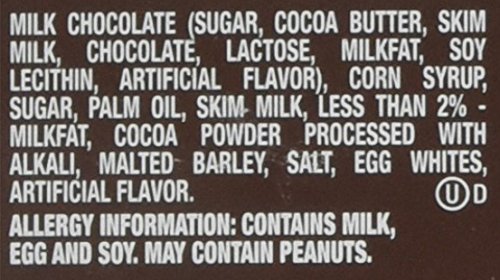 MILK CHOCOLATE (SUGAR, COCOA BUTTER, SKIM
MILK, CHOCOLATE, LACTOSE, MILKFAT, SOY
LECITHIN, ARTIFICIAL FLAVOR), CORN SYRUP,
SUGAR, PALM OIL, SKIM MILK, LESS THAN 2% -
MILKFAT, COCOA POWDER PROCESSED WITH
ALKALI, MALTED BARLEY, SALT, EGG WHITES,
ARTIFICIAL FLAVOR. Ⓤ D
ALLERGY INFORMATION: CONTAINS MILK,
EGG AND SOY. MAY CONTAIN PEANUTS.